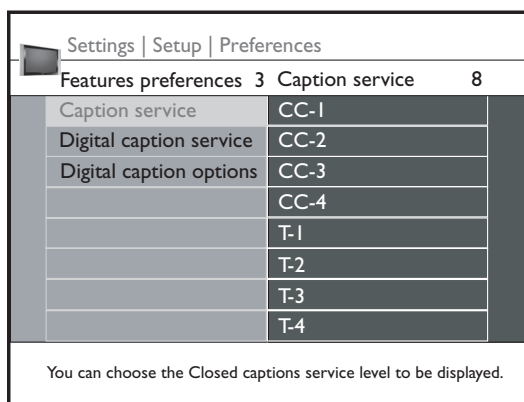 Settings | Setup | Preferences
Features preferences 3 Caption service 8
Caption service CC-1
Digital caption service CC-2
Digital caption options CC-3
CC-4
T-1
T-2
T-3
T-4
You can choose the Closed captions service level to be displayed.